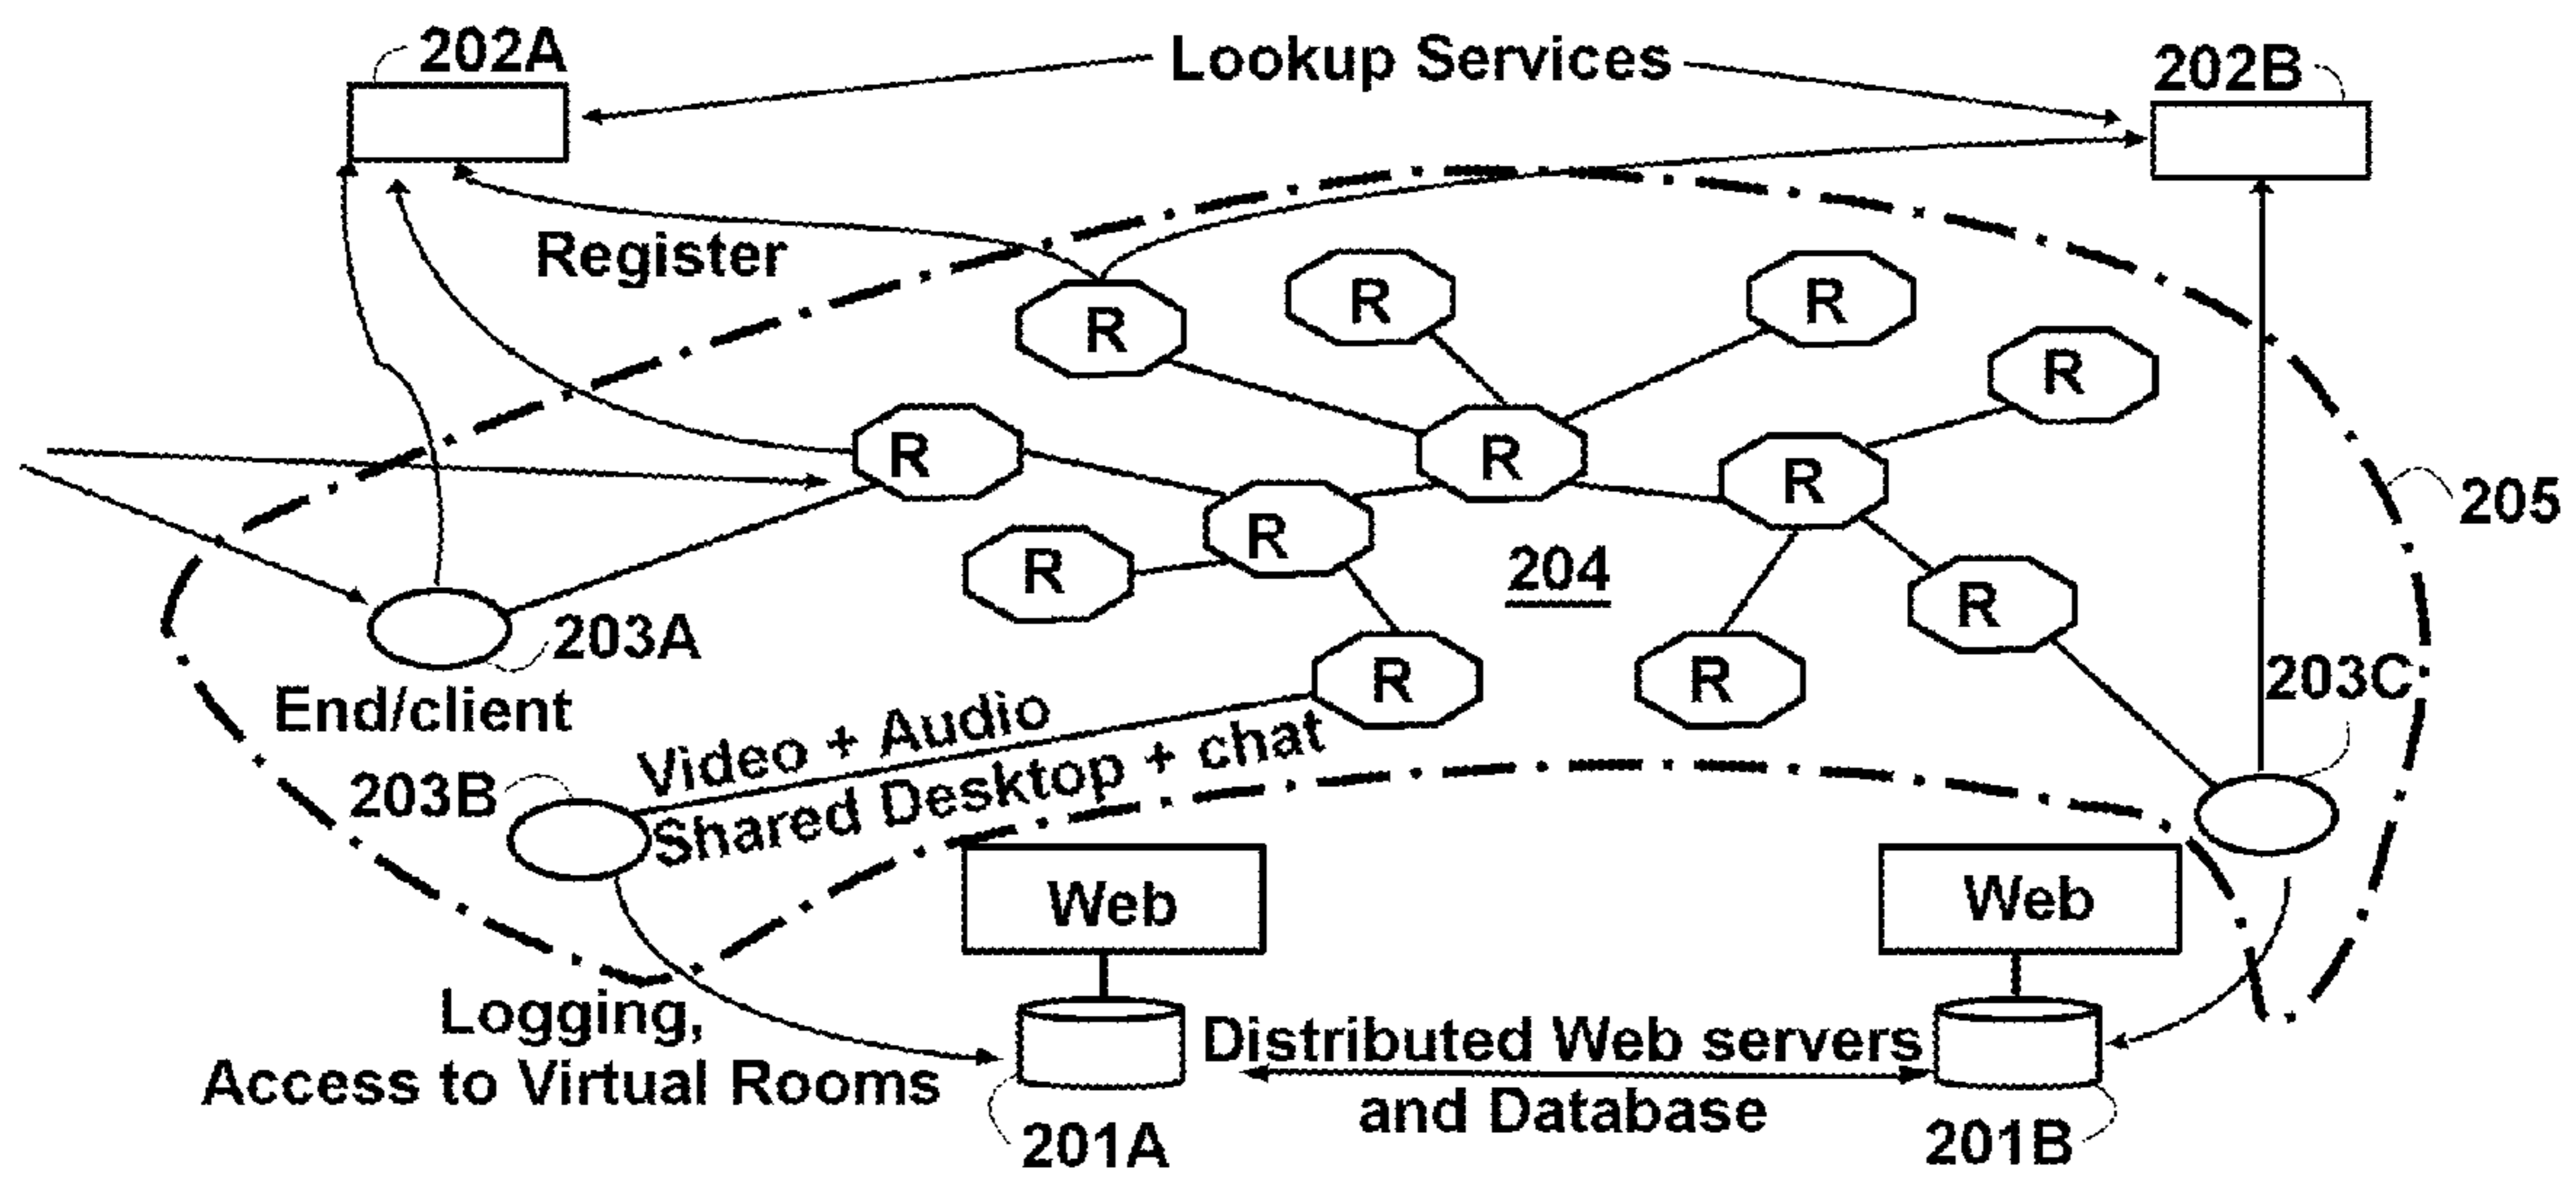 202A
Lookup Services
202B
Register
R
R
R
R
R
R
R
205
R
R
204
R
203A
R
R
203C
End/client
Video + Audio
203B
Shared Desktop + chat
Web
Web
Logging,
Access to Virtual Rooms
Distributed Web servers
and Database
201A
201B